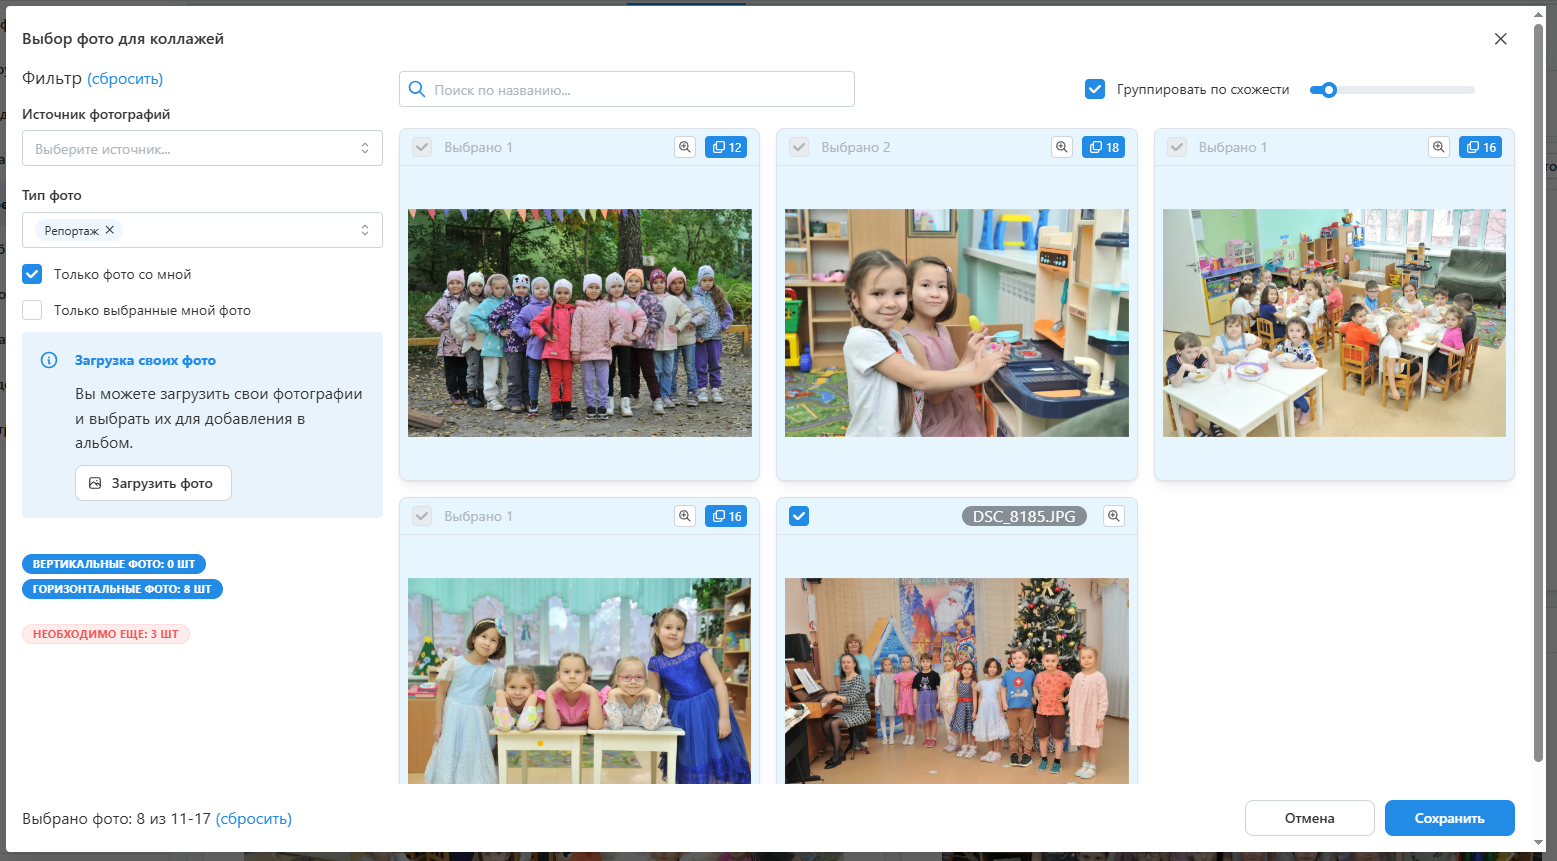 Выбор фото для коллажей
Фильтр (сбросить)
Источник фотографий
Выберите источник...
Тип фото
Репортаж
Только фото со мной
Только выбранные мной фото
Загрузка своих фото
Вы можете загрузить свои фотографии
и выбрать их для добавления в
альбом.
Загрузить фото
ВЕРТИКАЛЬНЫЕ ФОТО: 0 ШТ
ГОРИЗОНТАЛЬНЫЕ ФОТО: 8 ШТ
НЕОБХОДИМО ЕЩЕ: 3 ШТ
Поиск по названию...
Группировать по схожести
Выбрано 1
12
Выбрано 2
18
Выбрано 1
16
Выбрано 1
16
DSC_8185.JPG
Выбрано фото: 8 из 11-17 (сбросить)
Отмена
Сохранить